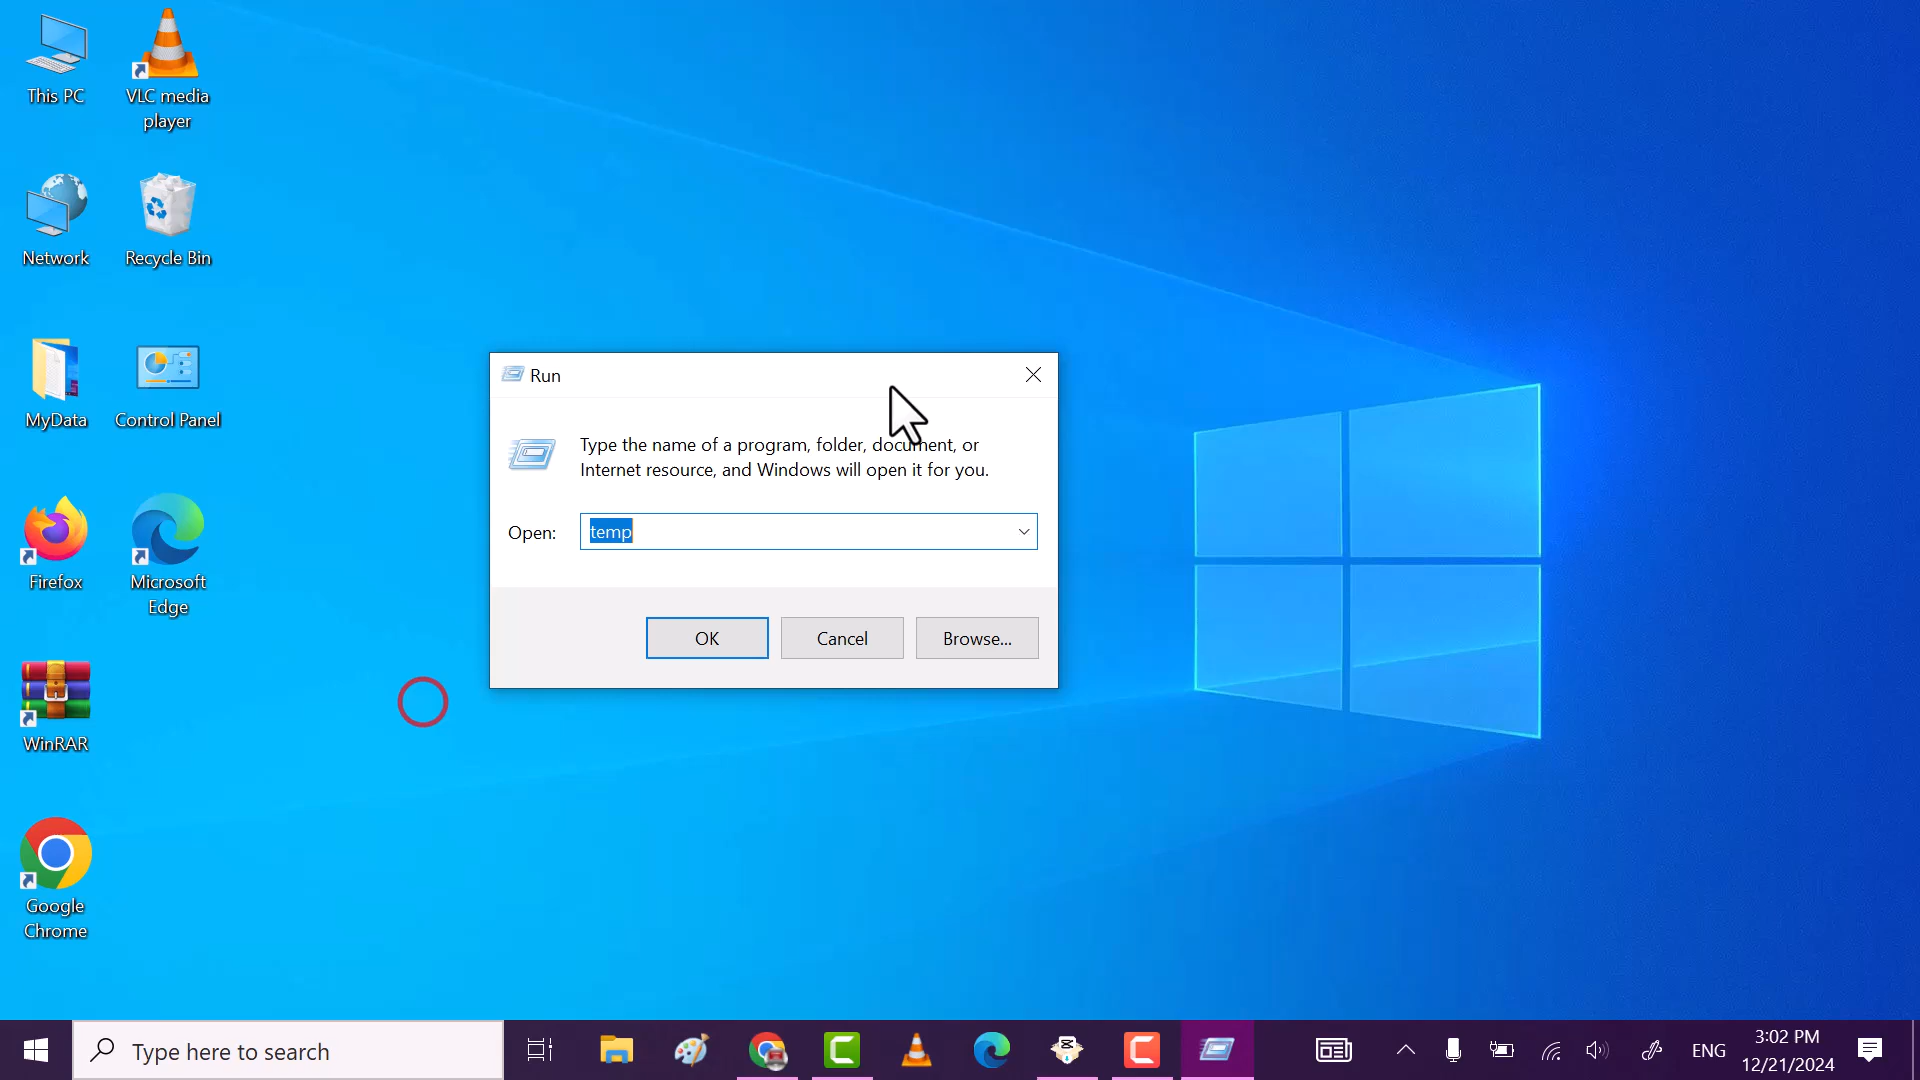 This PC
VLC media
player
Network
Recycle Bin
MyData
Control Panel
Firefox
Microsoft
Edge
WinRAR
Google
Chrome
Run
Type the name of a program, folder, document, or
Internet resource, and Windows will open it for you.
Open:
temp
OK
Cancel
Browse...
Type here to search
ENG
3:02 PM
12/21/2024